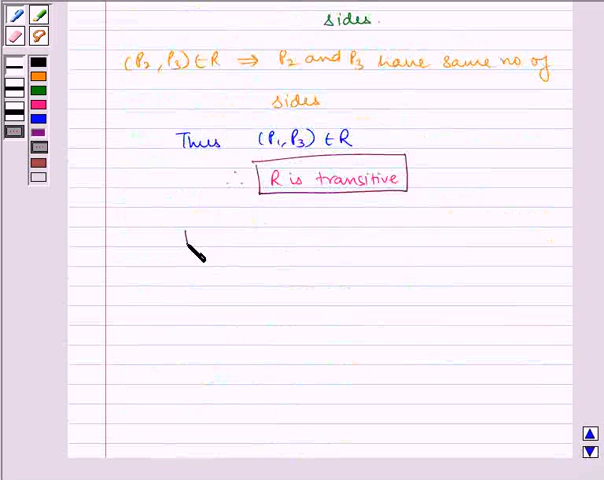 sides.
(P₂, P₃) ∈ R ⇒ P₂ and P₃ have same no of
sides
Thus (P₁, P₃) ∈ R
∴ R is transitive